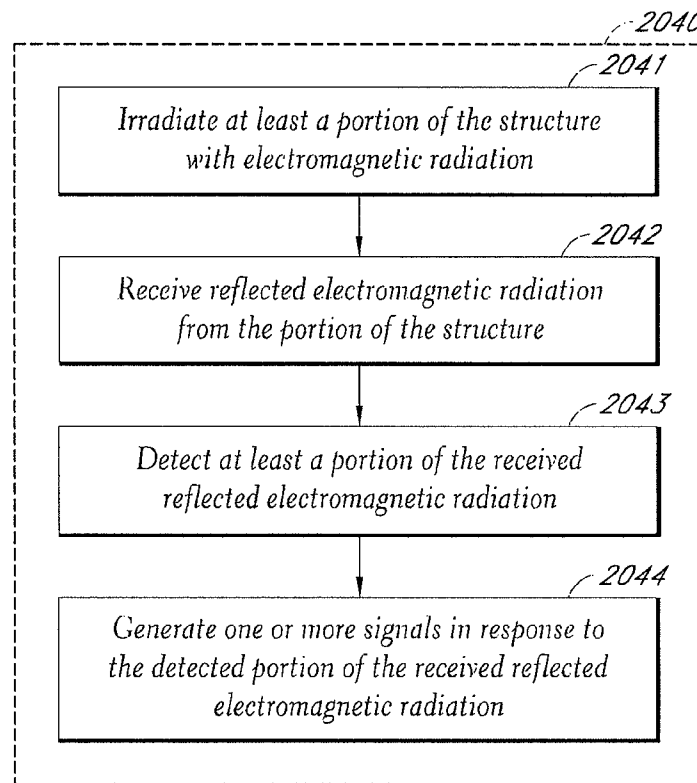 2040
2041
Irradiate at least a portion of the structure
with electromagnetic radiation
2042
Receive reflected electromagnetic radiation
from the portion of the structure
2043
Detect at least a portion of the received
reflected electromagnetic radiation
2044
Generate one or more signals in response to
the detected portion of the received reflected
electromagnetic radiation